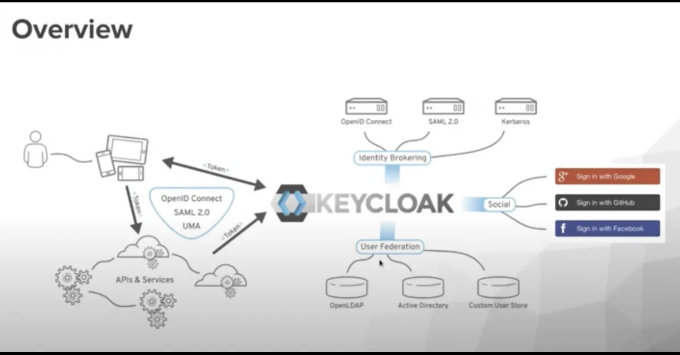 Overview
OpenID Connect
SAML 2.0
Kerberos
Identity Brokering
<Token>
OpenID Connect
SAML 2.0
UMA
<Token>
<Token>
KEYCLOAK
Social
Sign in with Google
Sign in with GitHub
Sign in with Facebook
User Federation
APIs & Services
OpenLDAP
Active Directory
Custom User Store